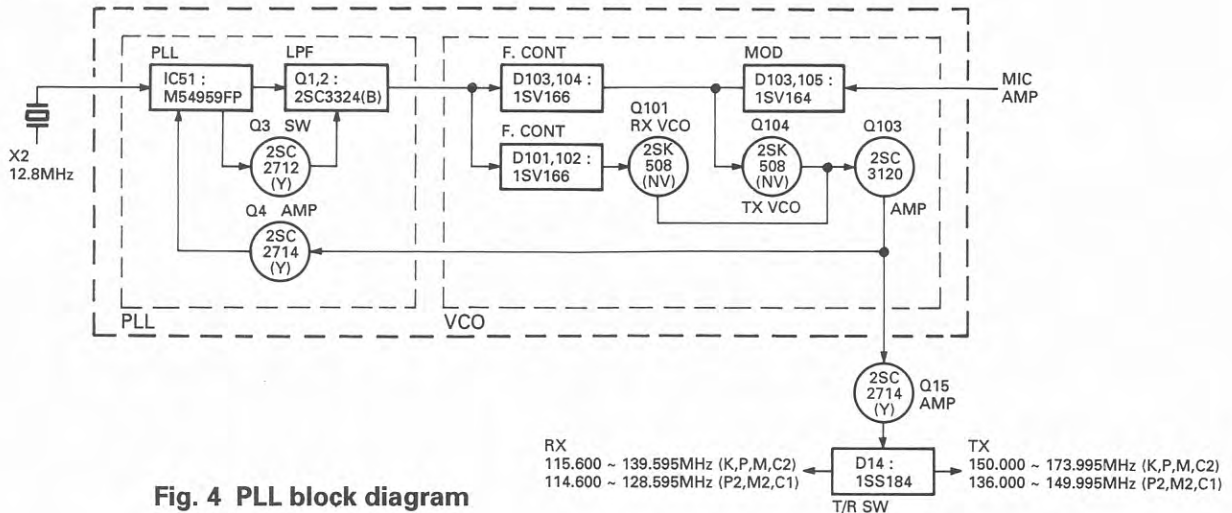 PLL
LPF
IC51 :
M54959FP
Q1,2 :
2SC3324(B)
Q3 SW
2SC
2712
(Y)
Q4 AMP
2SC
2714
(Y)
X2
12.8MHz
PLL
F. CONT
D103,104 :
1SV166
F. CONT
D101,102 :
1SV166
Q101
RX VCO
2SK
508
(NV)
MOD
D103,105 :
1SV164
Q104
2SK
508
(NV)
TX VCO
Q103
2SC
3120
AMP
MIC
AMP
VCO
2SC
2714
(Y)
Q15
AMP
RX
115.600 ~ 139.595MHz (K,P,M,C2)
114.600 ~ 128.595MHz (P2,M2,C1)
D14 :
1SS184
T/R SW
TX
150.000 ~ 173.995MHz (K,P,M,C2)
136.000 ~ 149.995MHz (P2,M2,C1)
Fig. 4 PLL block diagram